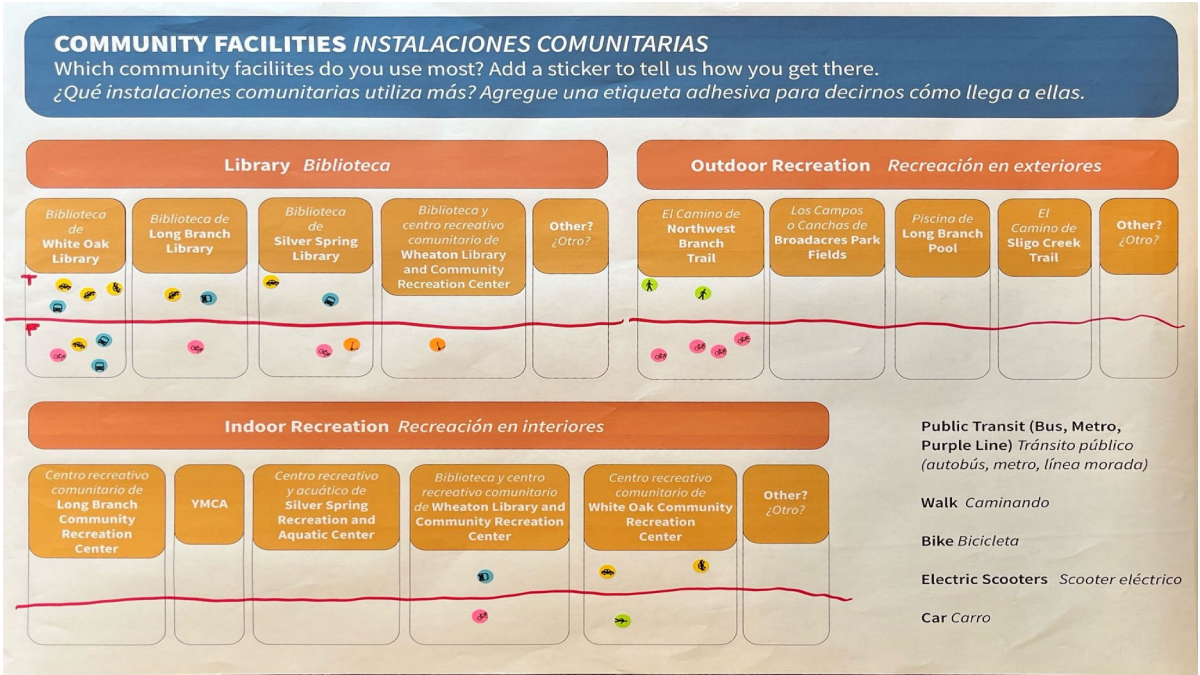 COMMUNITY FACILITIES INSTALACIONES COMUNITARIAS
Which community faciliites do you use most? Add a sticker to tell us how you get there.
¿Qué instalaciones comunitarias utiliza más? Agregue una etiqueta adhesiva para decirnos cómo llega a ellas.
Library Biblioteca
Biblioteca
de
White Oak
Library
Biblioteca de
Long Branch
Library
Biblioteca
de
Silver Spring
Library
Biblioteca y
centro recreativo
comunitario de
Wheaton Library
and Community
Recreation Center
Other?
¿Otro?
Outdoor Recreation Recreación en exteriores
El Camino de
Northwest
Branch
Trail
Los Campos
o Canchas de
Broadacres Park
Fields
Piscina de
Long Branch
Pool
El
Camino de
Sligo Creek
Trail
Other?
¿Otro?
Indoor Recreation Recreación en interiores
Centro recreativo
comunitario de
Long Branch
Community
Recreation
Center
YMCA
Centro recreativo
y acuático de
Silver Spring
Recreation and
Aquatic Center
Biblioteca y centro
recreativo comunitario
de Wheaton Library and
Community Recreation
Center
Centro recreativo
comunitario de
White Oak Community
Recreation
Center
Other?
¿Otro?
Public Transit (Bus, Metro,
Purple Line) Tránsito público
(autobús, metro, línea morada)
Walk Caminando
Bike Bicicleta
Electric Scooters Scooter eléctrico
Car Carro